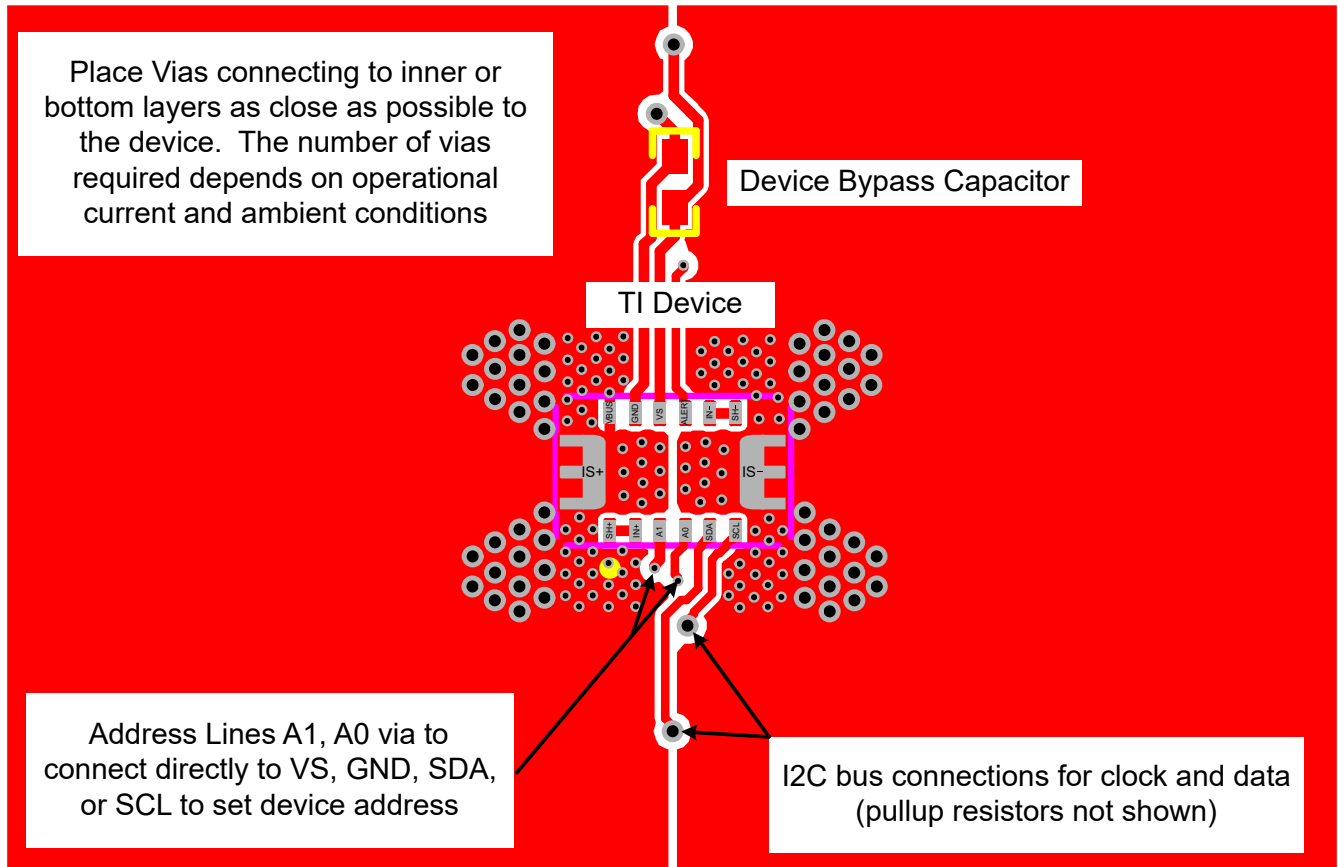 Place Vias connecting to inner or
bottom layers as close as possible to
the device. The number of vias
required depends on operational
current and ambient conditions
Device Bypass Capacitor
TI Device
VBUS
GND
VS
ALERT
IN−
SH−
IS+
IS−
SH+
IN+
A1
A0
SDA
SCL
Address Lines A1, A0 via to
connect directly to VS, GND, SDA,
or SCL to set device address
I2C bus connections for clock and data
(pullup resistors not shown)